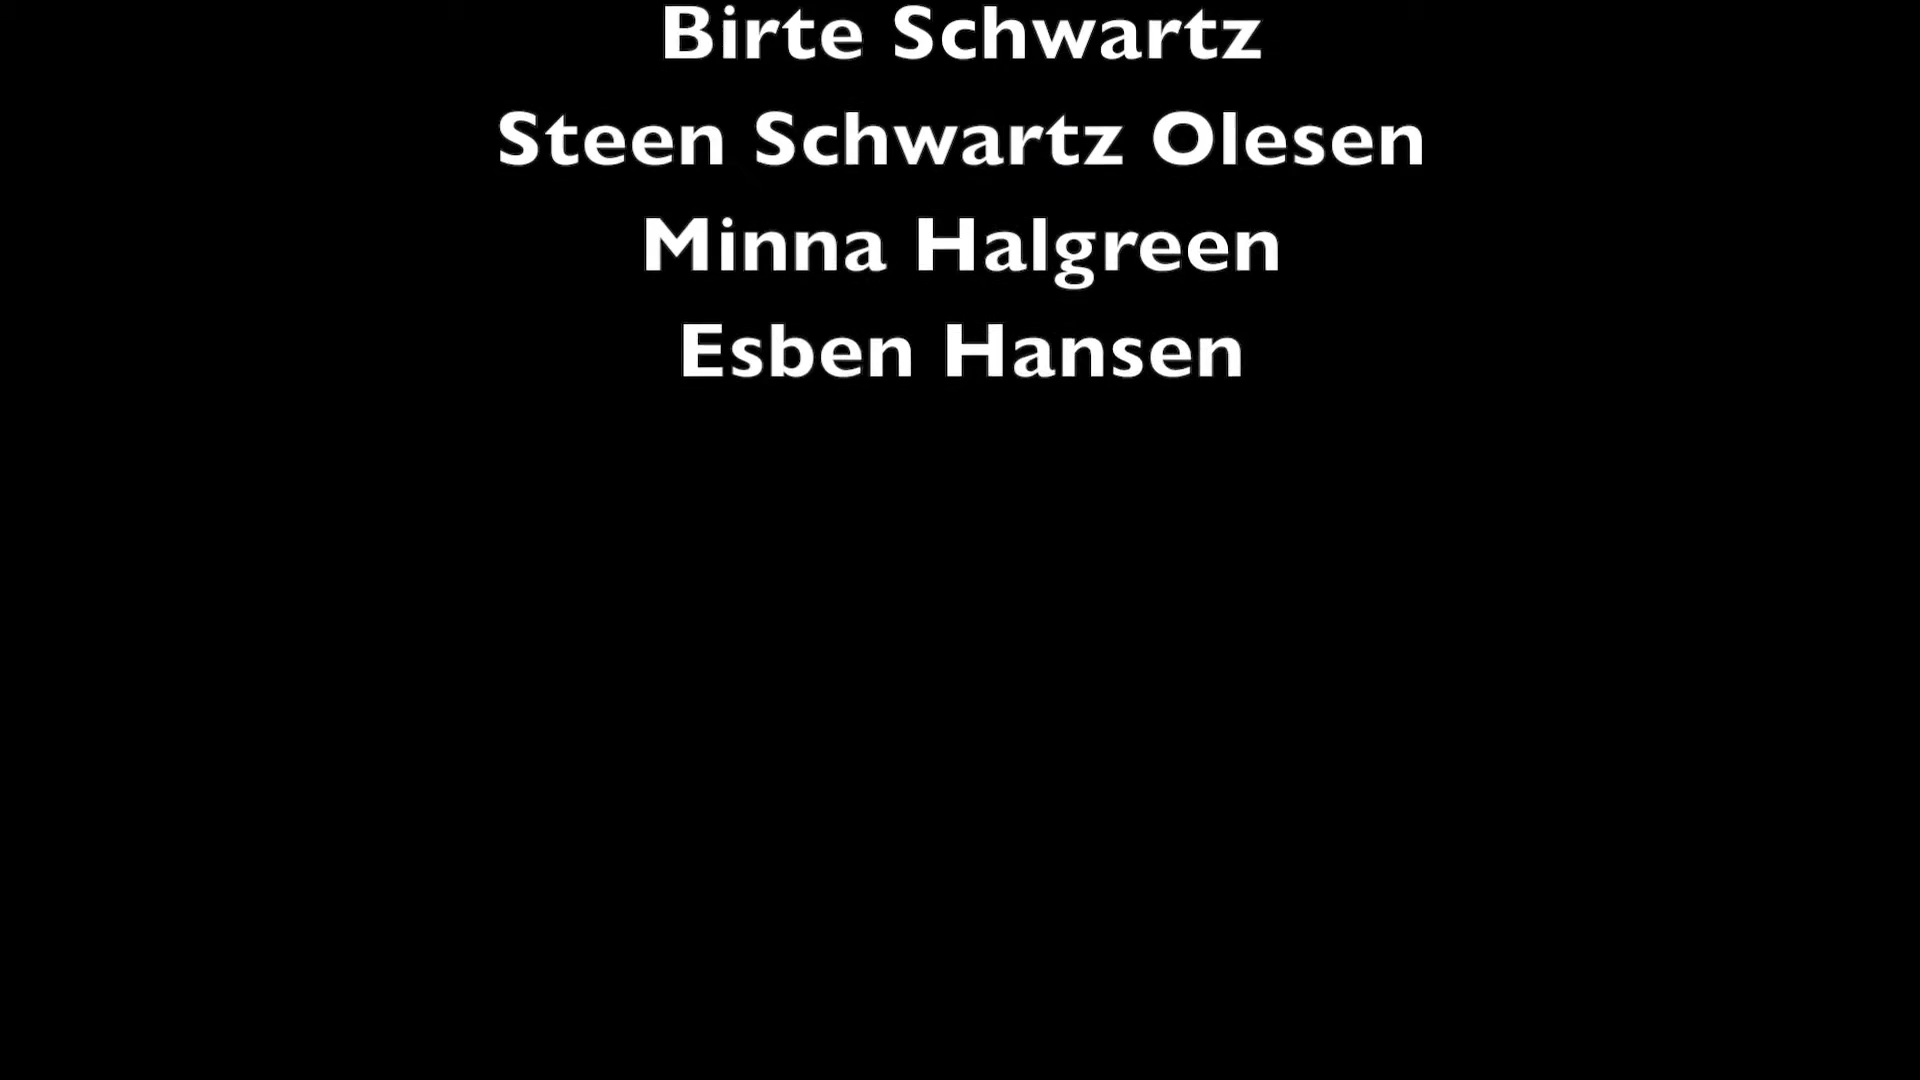 Birte Schwartz
Steen Schwartz Olesen
Minna Halgreen
Esben Hansen